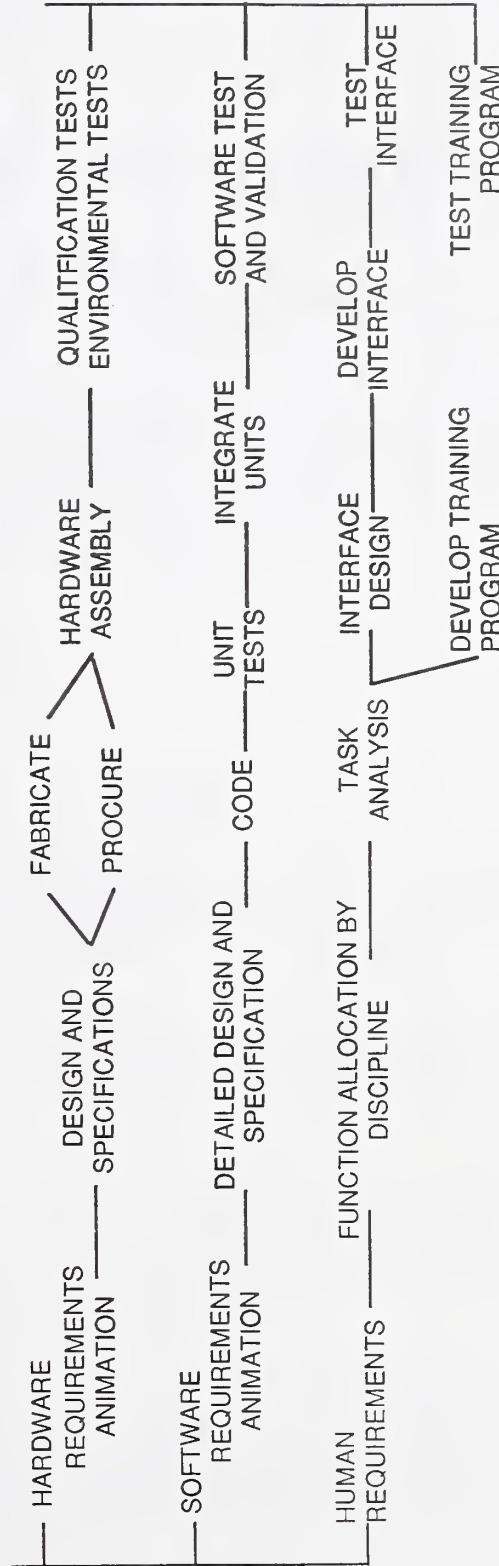 HARDWARE
REQUIREMENTS
ANIMATION
DESIGN AND
SPECIFICATIONS
FABRICATE
PROCURE
HARDWARE
ASSEMBLY
QUALITFICATION TESTS
ENVIRONMENTAL TESTS
SOFTWARE
REQUIREMENTS
ANIMATION
DETAILED DESIGN AND
SPECIFICATION
CODE
UNIT
TESTS
INTEGRATE
UNITS
SOFTWARE TEST
AND VALIDATION
HUMAN
REQUIREMENTS
FUNCTION ALLOCATION BY
DISCIPLINE
TASK
ANALYSIS
INTERFACE
DESIGN
DEVELOP
INTERFACE
TEST
INTERFACE
DEVELOP TRAINING
PROGRAM
TEST TRAINING
PROGRAM